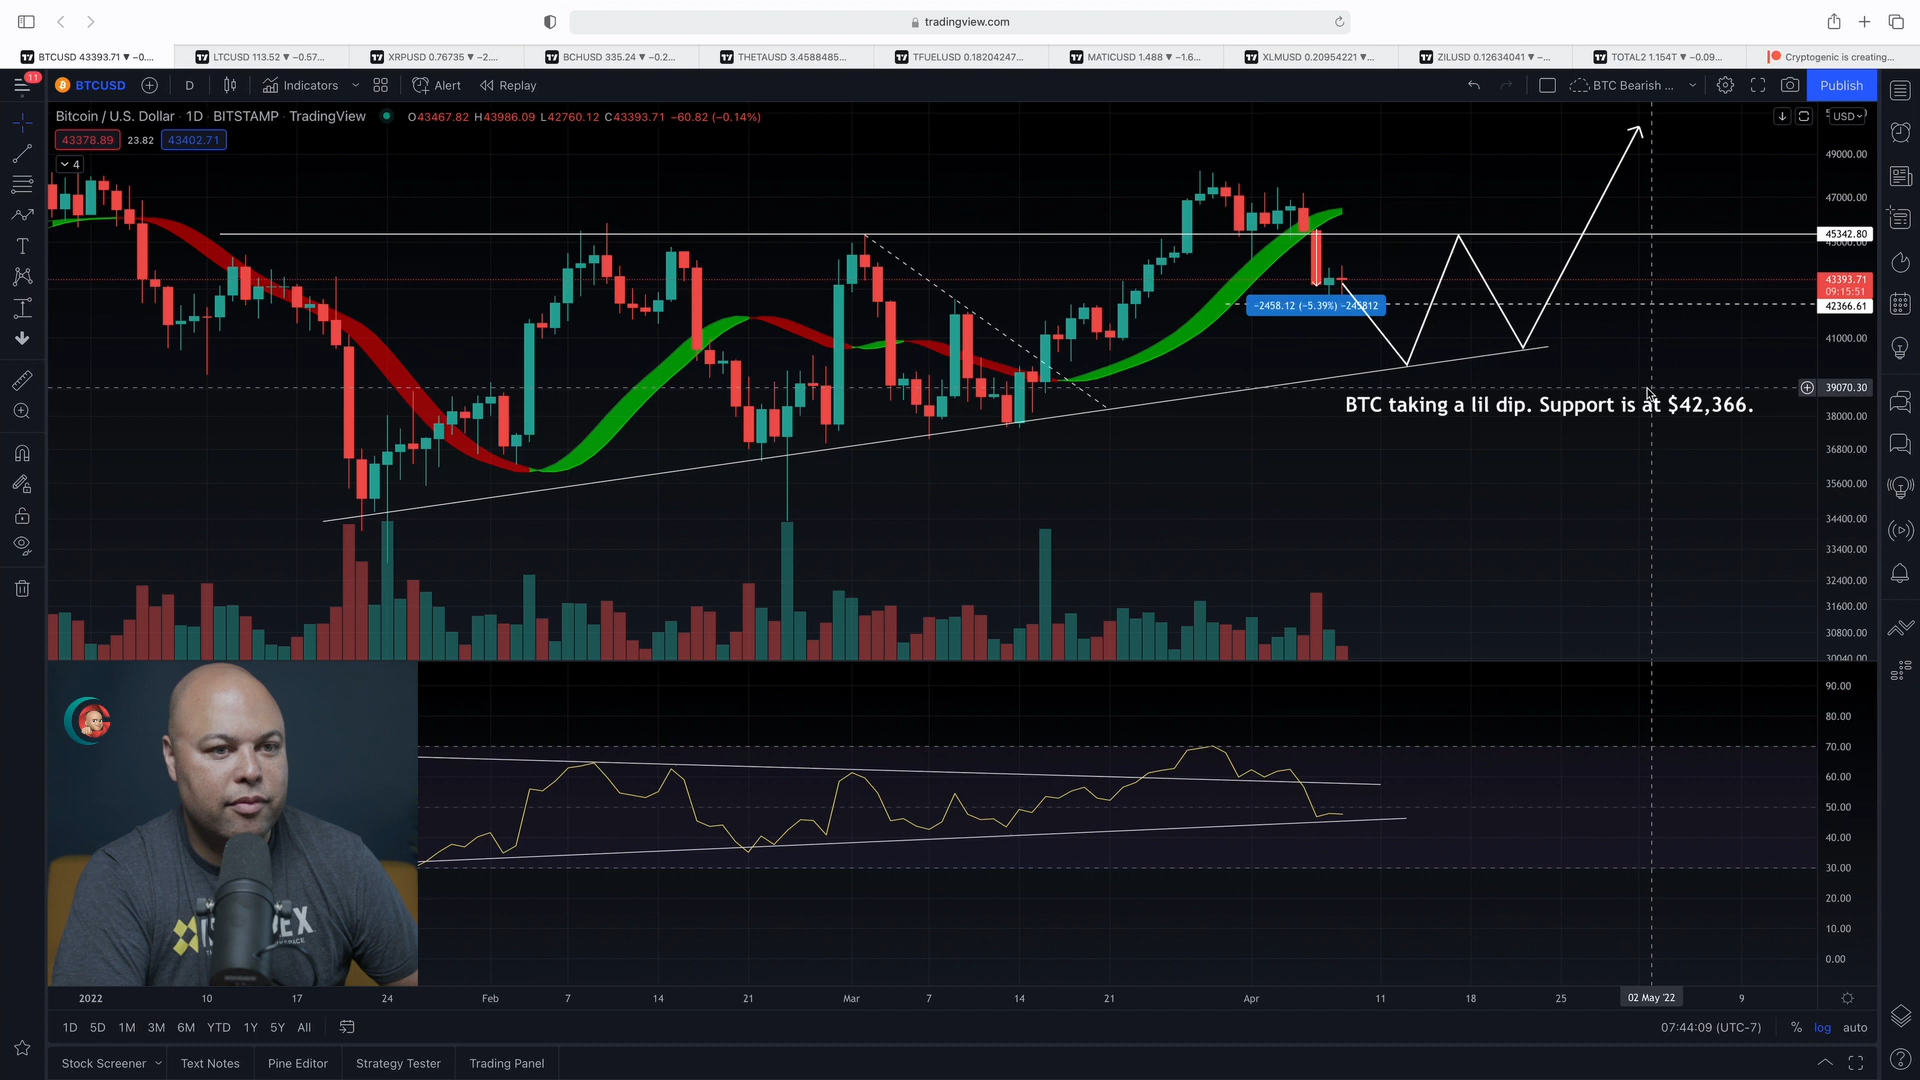 tradingview.com
BTCUSD 43393.71 ▼ −0....
LTCUSD 113.52 ▼ −0.57...
XRPUSD 0.76735 ▼ −2....
BCHUSD 335.24 ▼ −0.2...
THETAUSD 3.4588485...
TFUELUSD 0.18204247...
MATICUSD 1.488 ▼ −1.6...
XLMUSD 0.20954221 ▼...
ZILUSD 0.12634041 ▼ −...
TOTAL2 1.154T ▼ −0.09...
Cryptogenic is creating...
11
BTCUSD
D
Indicators
Alert
Replay
BTC Bearish ...
Publish
Bitcoin / U.S. Dollar · 1D · BITSTAMP · TradingView
O43467.82 H43986.09 L42760.12 C43393.71 −60.82 (−0.14%)
USD
43378.89 23.82 43402.71
4
49000.00
47000.00
45342.80
45000.00
43393.71
09:15:51
42366.61
−2458.12 (−5.39%) −245812
41000.00
39070.30
BTC taking a lil dip. Support is at $42,366.
38000.00
36800.00
35600.00
34400.00
33400.00
32400.00
31600.00
30800.00
30040.00
90.00
80.00
70.00
60.00
50.00
40.00
30.00
20.00
10.00
0.00
2022 10 17 24 Feb 7 14 21 Mar 7 14 21 Apr 11 18 25 02 May '22 9
1D 5D 1M 3M 6M YTD 1Y 5Y All
07:44:09 (UTC-7) % log auto
Stock Screener Text Notes Pine Editor Strategy Tester Trading Panel